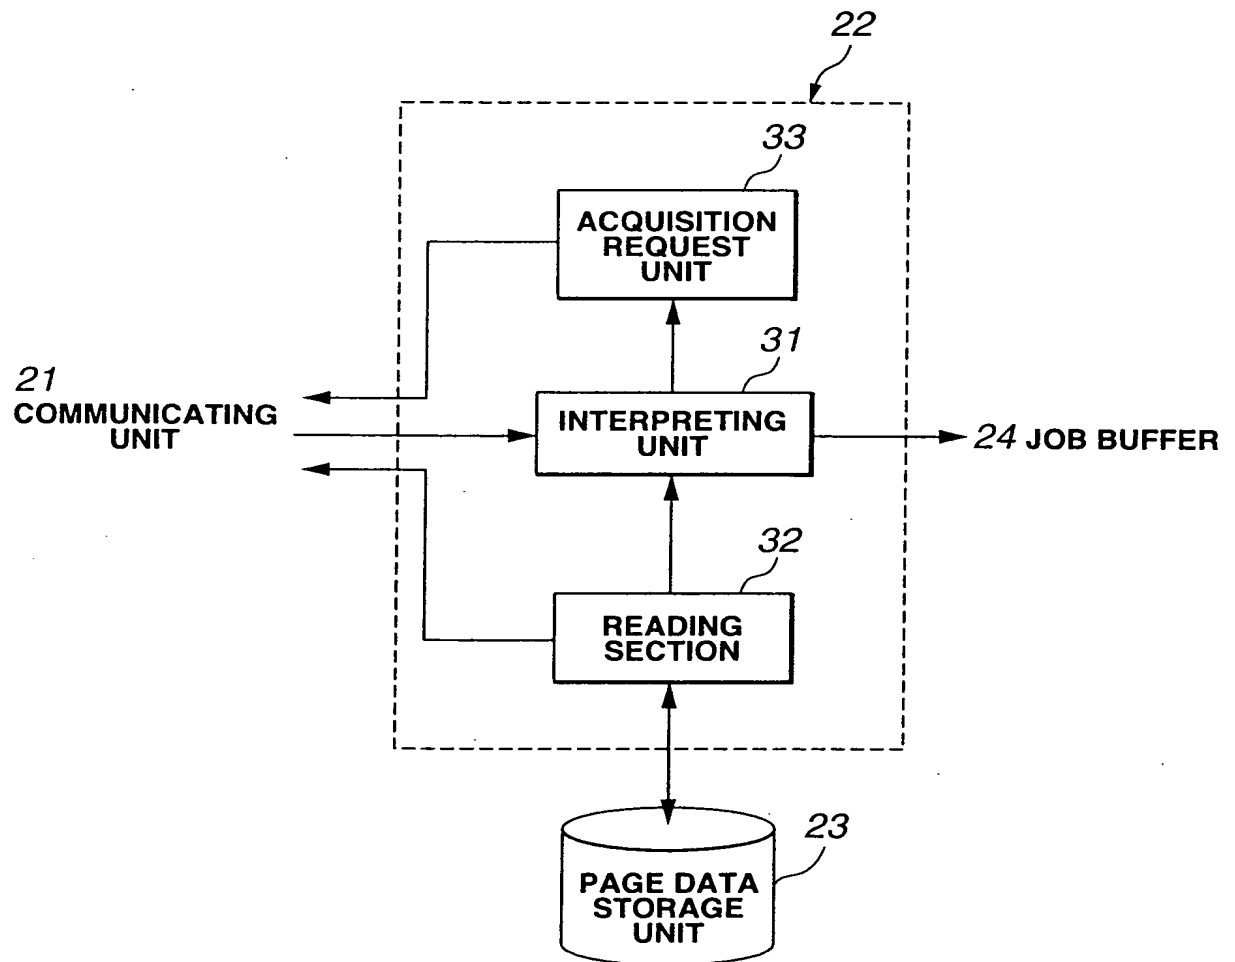 22
33
ACQUISITION
REQUEST
UNIT
31
21
COMMUNICATING
UNIT
INTERPRETING
UNIT
24 JOB BUFFER
32
READING
SECTION
23
PAGE DATA
STORAGE
UNIT